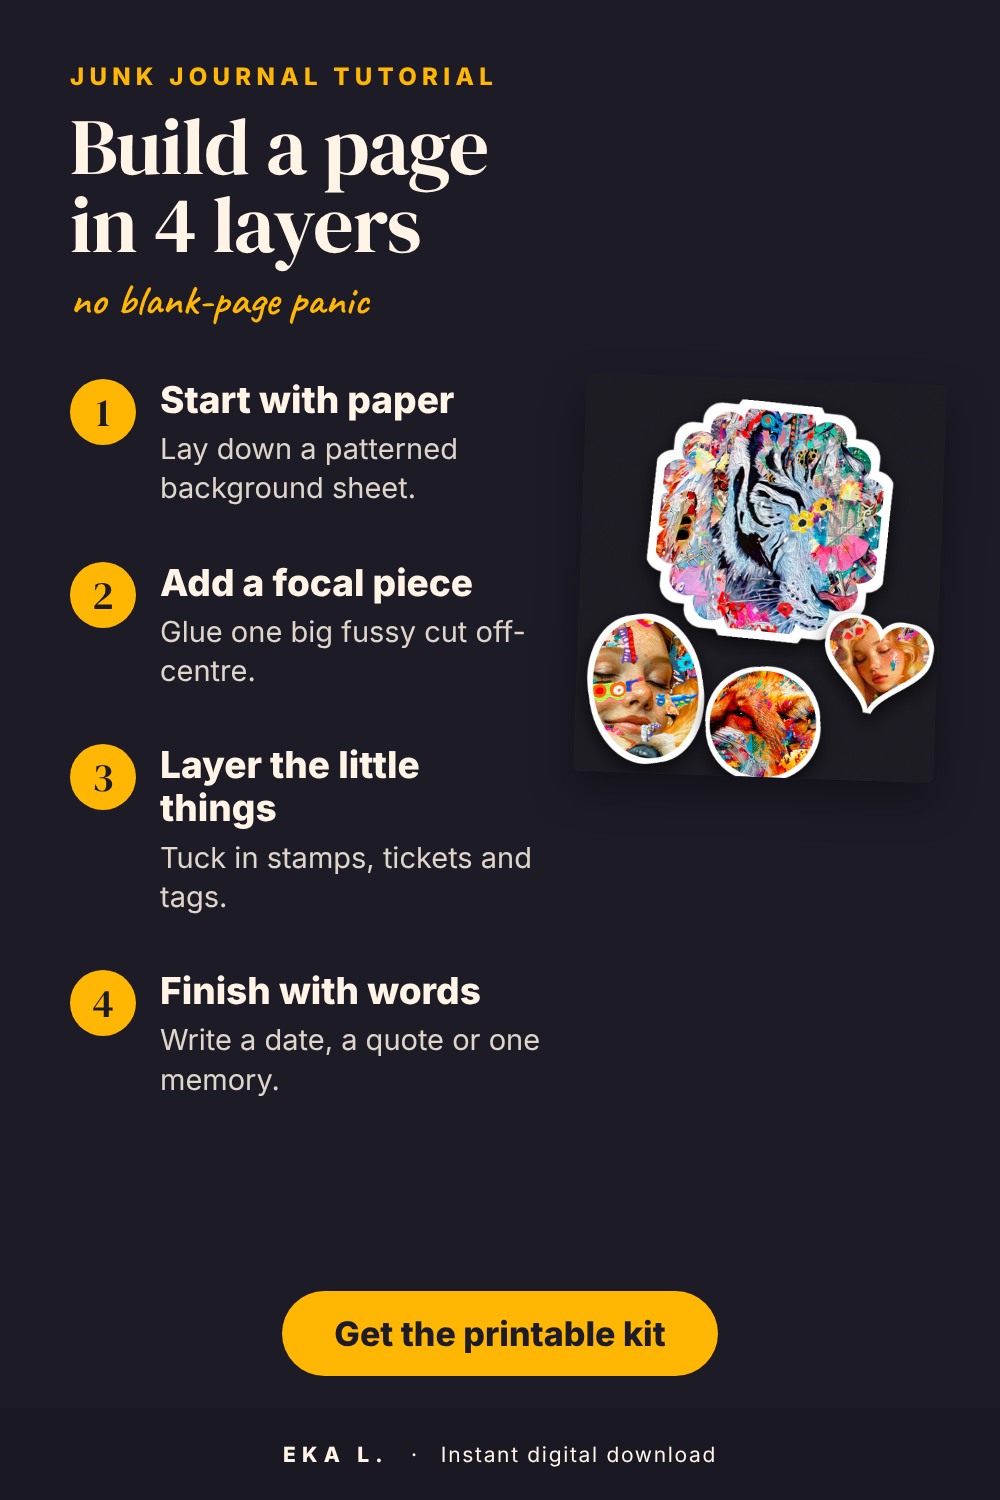 JUNK JOURNAL TUTORIAL
Build a page
in 4 layers
no blank-page panic
1
Start with paper
Lay down a patterned
background sheet.
2
Add a focal piece
Glue one big fussy cut off-
centre.
3
Layer the little
things
Tuck in stamps, tickets and
tags.
4
Finish with words
Write a date, a quote or one
memory.
Get the printable kit
EKA L. · Instant digital download